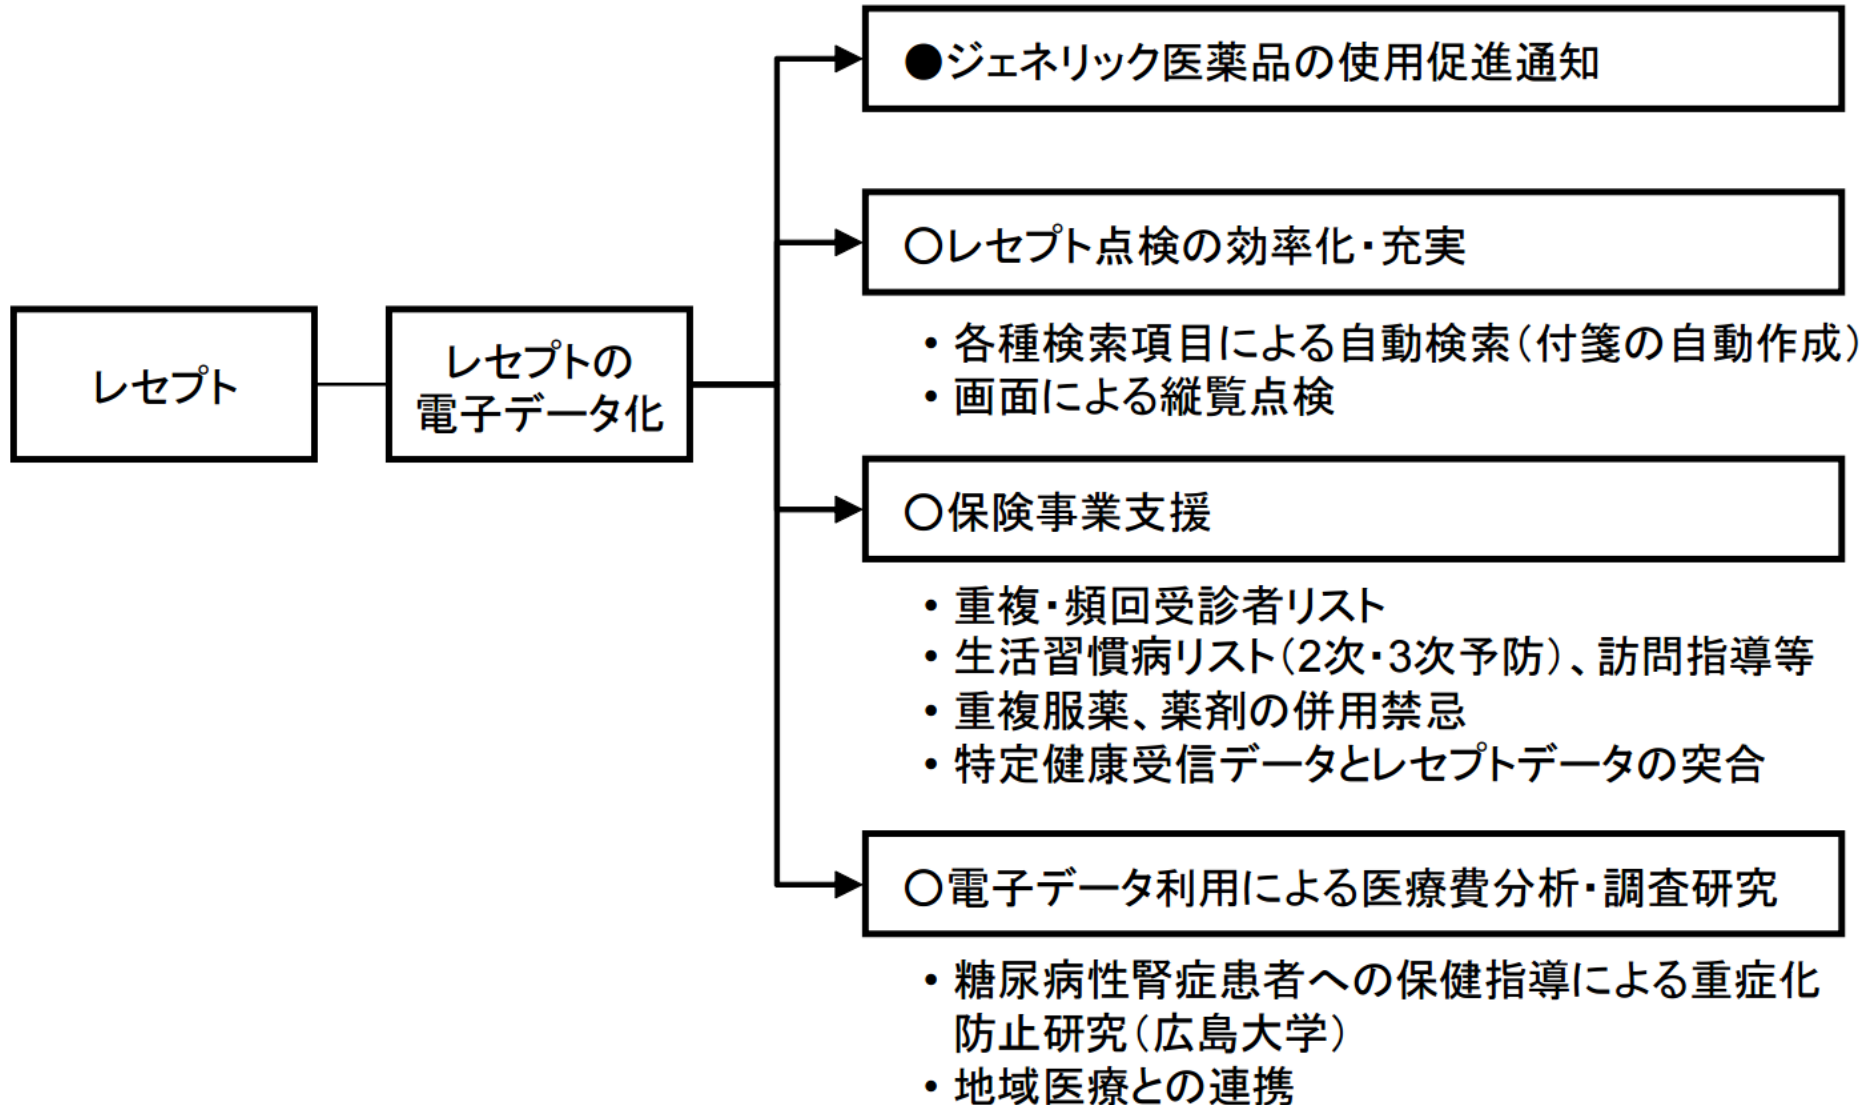 レセプト
レセプトの
電子データ化
●ジェネリック医薬品の使用促進通知
〇レセプト点検の効率化・充実
・各種検索項目による自動検索(付箋の自動作成)
・画面による縦覧点検
〇保険事業支援
・重複・頻回受診者リスト
・生活習慣病リスト(2次・3次予防)、訪問指導等
・重複服薬、薬剤の併用禁忌
・特定健康受信データとレセプトデータの突合
〇電子データ利用による医療費分析・調査研究
・糖尿病性腎症患者への保健指導による重症化
防止研究(広島大学)
・地域医療との連携